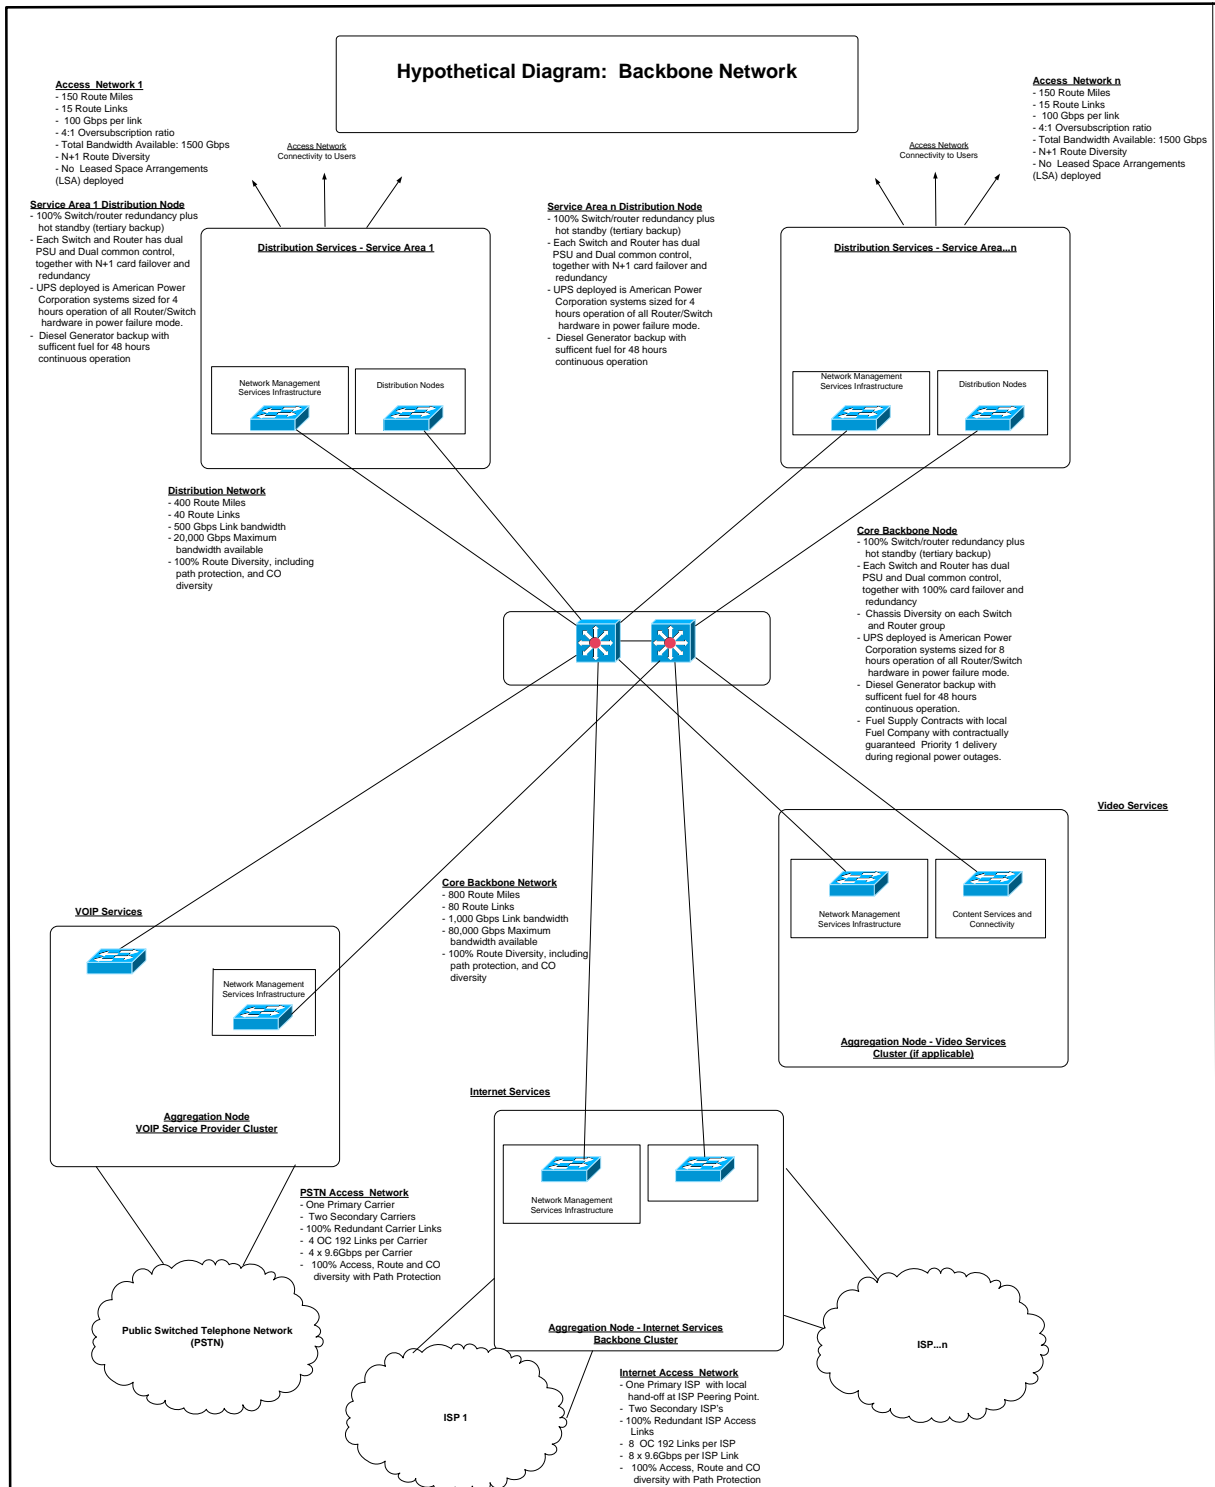 Hypothetical Diagram:  Backbone Network
Access  Network 1
- 150 Route Miles
- 15 Route Links
-  100 Gbps per link
- 4:1 Oversubscription ratio
- Total Bandwidth Available: 1500 Gbps
- N+1 Route Diversity
-  No  Leased Space Arrangements
(LSA) deployed
Access Network
Connectivity to Users
Access Network
Connectivity to Users
Access  Network n
- 150 Route Miles
- 15 Route Links
-  100 Gbps per link
- 4:1 Oversubscription ratio
- Total Bandwidth Available: 1500 Gbps
- N+1 Route Diversity
-  No  Leased Space Arrangements
(LSA) deployed
Service Area 1 Distribution Node
- 100% Switch/router redundancy plus
hot standby (tertiary backup)
- Each Switch and Router has dual
PSU and Dual common control,
together with N+1 card failover and
redundancy
- UPS deployed is American Power
Corporation systems sized for 4
hours operation of all Router/Switch
hardware in power failure mode.
-  Diesel Generator backup with
sufficent fuel for 48 hours
continuous operation
Distribution Services - Service Area 1
Network Management
Services Infrastructure
Distribution Nodes
Service Area n Distribution Node
- 100% Switch/router redundancy plus
hot standby (tertiary backup)
- Each Switch and Router has dual
PSU and Dual common control,
together with N+1 card failover and
redundancy
- UPS deployed is American Power
Corporation systems sized for 4
hours operation of all Router/Switch
hardware in power failure mode.
-  Diesel Generator backup with
sufficent fuel for 48 hours
continuous operation
Distribution Services - Service Area...n
Network Management
Services Infrastructure
Distribution Nodes
Distribution Network
- 400 Route Miles
- 40 Route Links
- 500 Gbps Link bandwidth
- 20,000 Gbps Maximum
bandwidth available
- 100% Route Diversity, including
path protection, and CO
diversity
Core Backbone Node
- 100% Switch/router redundancy plus
hot standby (tertiary backup)
- Each Switch and Router has dual
PSU and Dual common control,
together with 100% card failover and
redundancy
-  Chassis Diversity on each Switch
and Router group
- UPS deployed is American Power
Corporation systems sized for 8
hours operation of all Router/Switch
hardware in power failure mode.
-  Diesel Generator backup with
sufficent fuel for 48 hours
continuous operation.
-  Fuel Supply Contracts with local
Fuel Company with contractually
guaranteed  Priority 1 delivery
during regional power outages.
Video Services
Network Management
Services Infrastructure
Content Services and
Connectivity
Aggregation Node - Video Services
Cluster (if applicable)
Core Backbone Network
- 800 Route Miles
- 80 Route Links
- 1,000 Gbps Link bandwidth
- 80,000 Gbps Maximum
bandwidth available
- 100% Route Diversity, including
path protection, and CO
diversity
VOIP Services
Network Management
Services Infrastructure
Aggregation Node
VOIP Service Provider Cluster
Internet Services
Network Management
Services Infrastructure
Aggregation Node - Internet Services
Backbone Cluster
PSTN Access  Network
- One Primary Carrier
-  Two Secondary Carriers
- 100% Redundant Carrier Links
-  4 OC 192 Links per Carrier
- 4 x 9.6Gbps per Carrier
-  100% Access, Route and CO
diversity with Path Protection
Public Switched Telephone Network
(PSTN)
ISP 1
ISP...n
Internet Access  Network
- One Primary ISP  with local
hand-off at ISP Peering Point.
-  Two Secondary ISP's
- 100% Redundant ISP Access
Links
-  8  OC 192 Links per ISP
- 8 x 9.6Gbps per ISP Link
-  100% Access, Route and CO
diversity with Path Protection